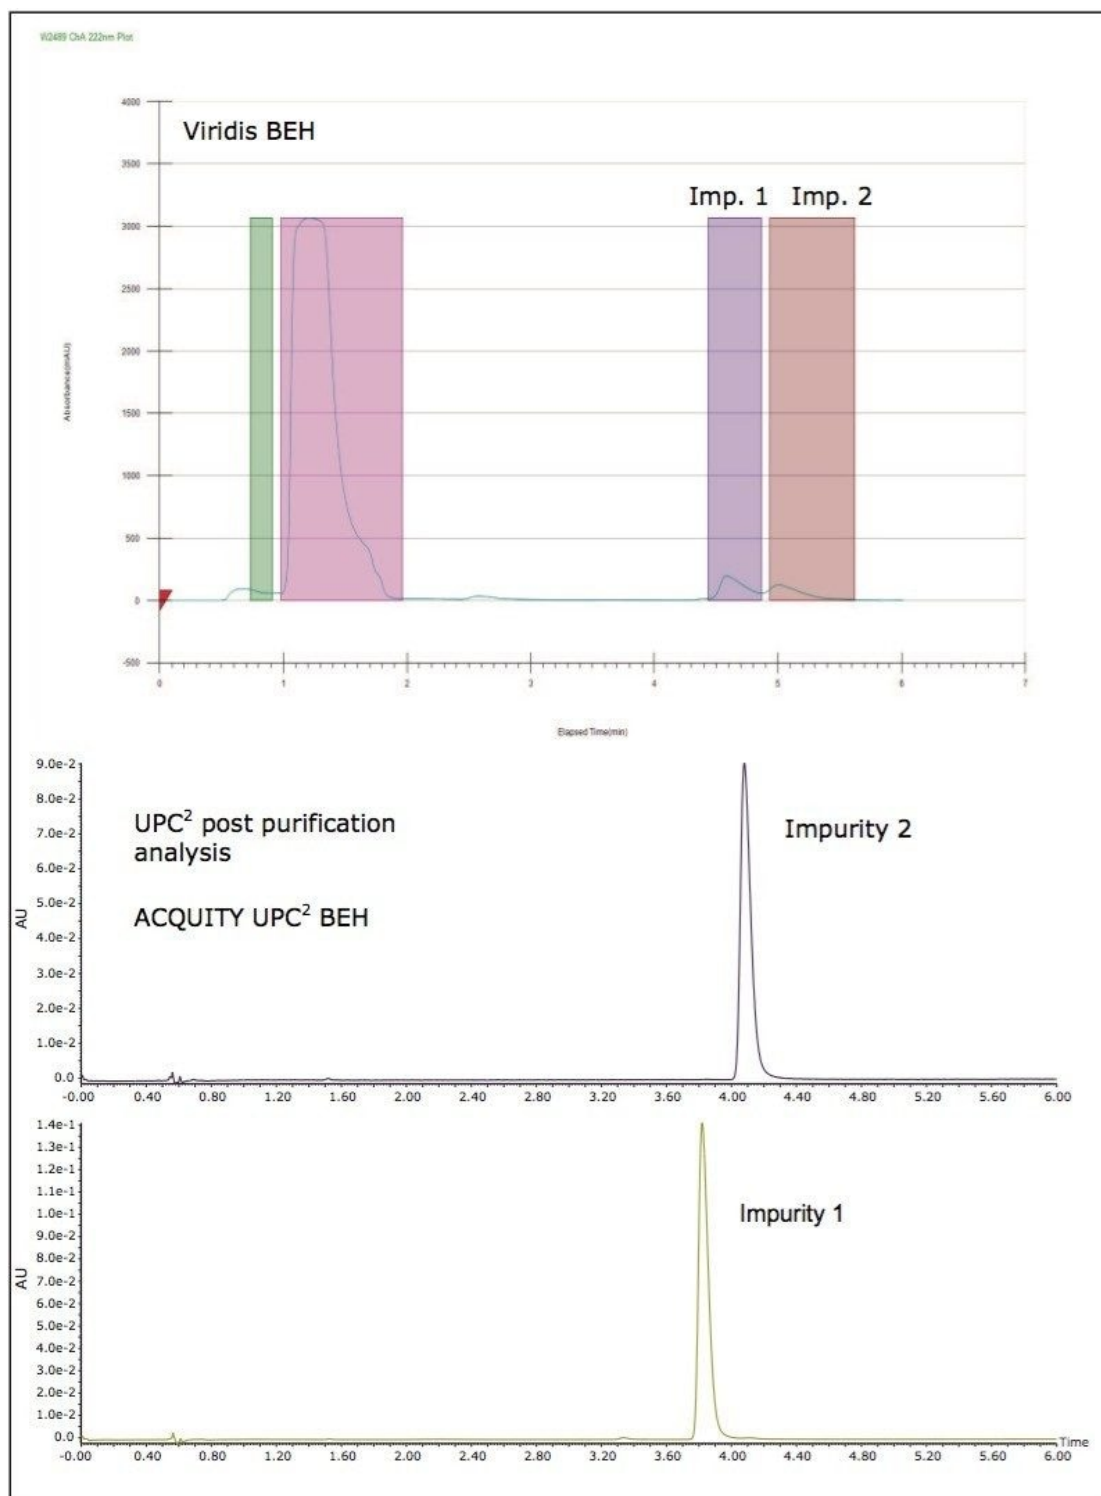 W2489 ChA 222nm Plot
4000
Viridis BEH
3500
Imp. 1 Imp. 2
3000
2500
2000
Absorbance(mAU)
1500
1000
500
0
-500
0 1 2 3 4 5 6 7
Elapsed Time(min)
9.0e-2
8.0e-2
UPC² post purification
analysis
Impurity 2
7.0e-2
6.0e-2
ACQUITY UPC² BEH
5.0e-2
AU
4.0e-2
3.0e-2
2.0e-2
1.0e-2
0.0
-0.00 0.40 0.80 1.20 1.60 2.00 2.40 2.80 3.20 3.60 4.00 4.40 4.80 5.20 5.60 6.00
1.4e-1
1.3e-1
1.2e-1
1.1e-1
Impurity 1
1.0e-1
9.0e-2
8.0e-2
AU
7.0e-2
6.0e-2
5.0e-2
4.0e-2
3.0e-2
2.0e-2
1.0e-2
0.0
Time
-0.00 0.40 0.80 1.20 1.60 2.00 2.40 2.80 3.20 3.60 4.00 4.40 4.80 5.20 5.60 6.00